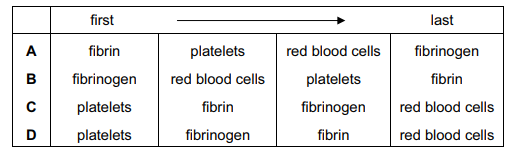 first last
A fibrin platelets red blood cells fibrinogen
B fibrinogen red blood cells platelets fibrin
C platelets fibrin fibrinogen red blood cells
D platelets fibrinogen fibrin red blood cells